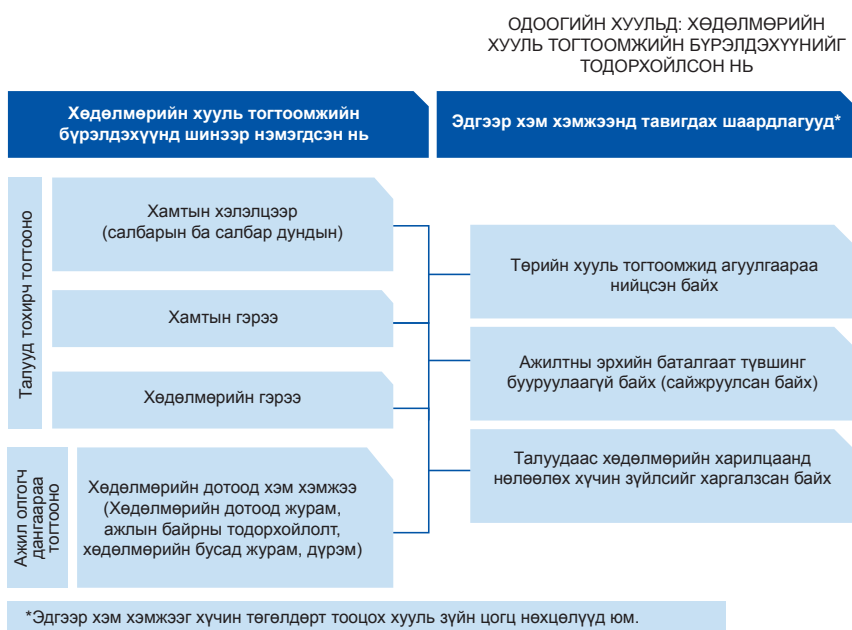 ОДООГИЙН ХУУЛЬД: ХӨДӨЛМӨРИЙН
ХУУЛЬ ТОГТООМЖИЙН БҮРЭЛДЭХҮҮНИЙГ
ТОДОРХОЙЛСОН НЬ
Хөдөлмөрийн хууль тогтоомжийн
бүрэлдэхүүнд шинээр нэмэгдсэн нь
Эдгээр хэм хэмжээнд тавигдах шаардлагууд*
Талууд тохирч тогтооно
Хамтын хэлэлцээр
(салбарын ба салбар дундын)
Хамтын гэрээ
Хөдөлмөрийн гэрээ
Ажил олгогч
дангаараа
тогтооно
Хөдөлмөрийн дотоод хэм хэмжээ
(Хөдөлмөрийн дотоод журам,
ажлын байрны тодорхойлолт,
хөдөлмөрийн бусад журам, дүрэм)
Төрийн хууль тогтоомжид агуулгаараа
нийцсэн байх
Ажилтны эрхийн баталгаат түвшинг
бууруулаагүй байх (сайжруулсан байх)
Талуудаас хөдөлмөрийн харилцаанд
нөлөөлөх хүчин зүйлсийг харгалзсан байх
*Эдгээр хэм хэмжээг хүчин төгөлдөрт тооцох хууль зүйн цогц нөхцөлүүд юм.